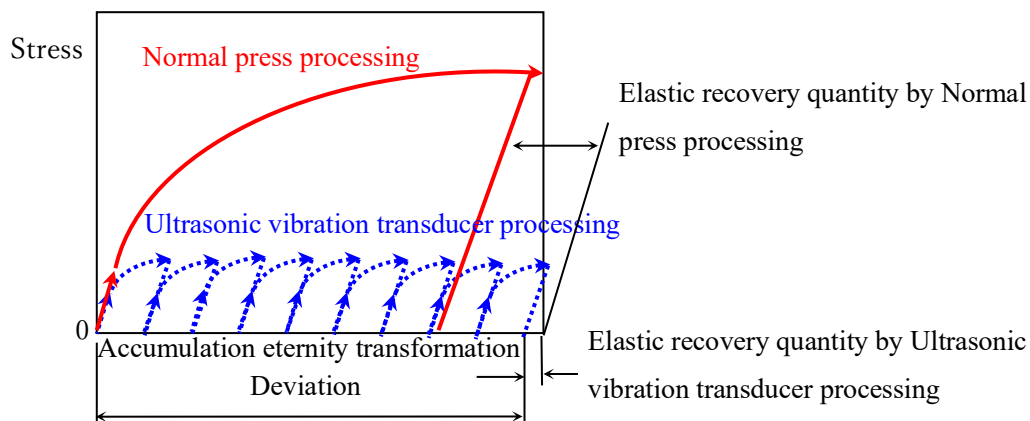 Stress
Normal press processing
Elastic recovery quantity by Normal
press processing
Ultrasonic vibration transducer processing
0
Accumulation eternity transformation
Deviation
Elastic recovery quantity by Ultrasonic
vibration transducer processing